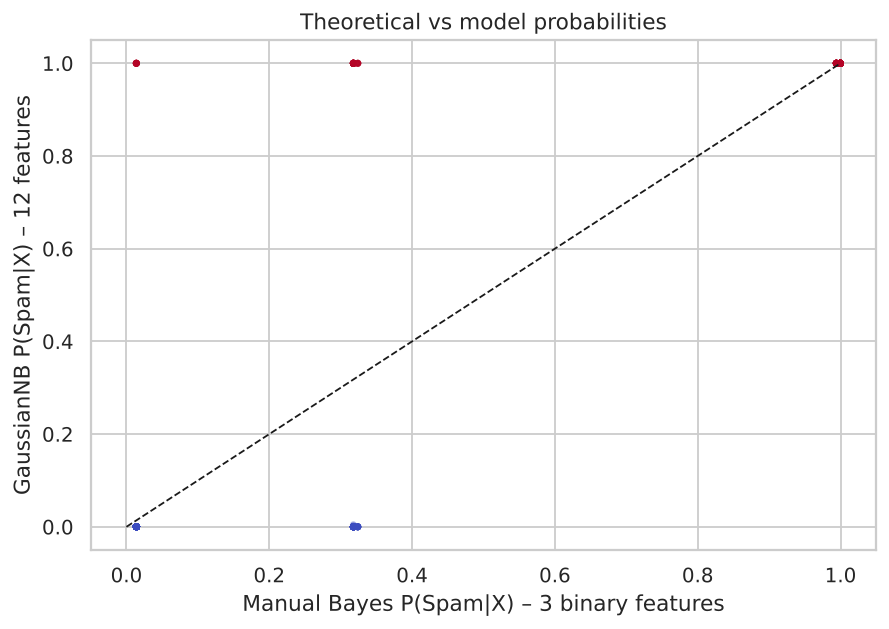 Theoretical vs model probabilities
GaussianNB P(Spam|X) – 12 features
1.0
0.8
0.6
0.4
0.2
0.0
0.0 0.2 0.4 0.6 0.8 1.0
Manual Bayes P(Spam|X) – 3 binary features